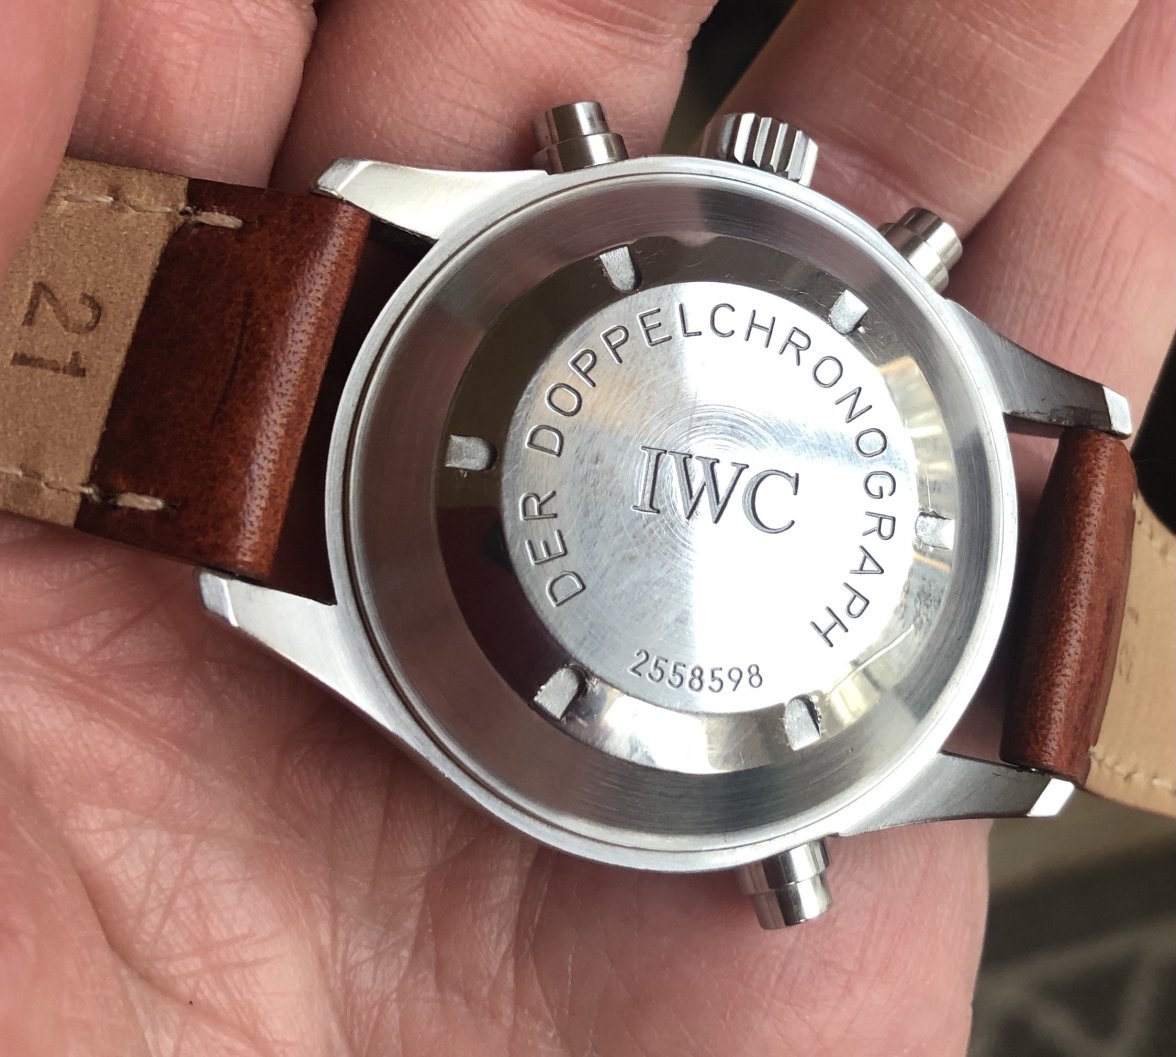 DER DOPPELCHRONOGRAPH
IWC
2558598
21